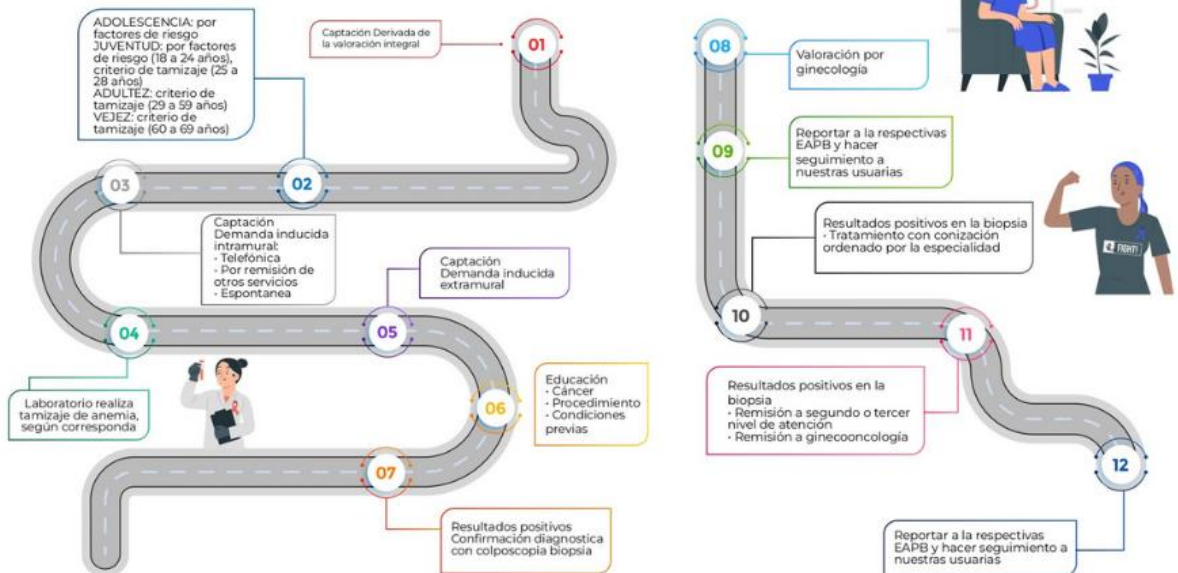 01
Captación Derivada de
la valoración integral
02
ADOLESCENCIA: por
factores de riesgo
JUVENTUD: por factores
de riesgo (18 a 24 años),
criterio de tamizaje (25 a
28 años)
ADULTEZ: criterio de
tamizaje (29 a 59 años)
VEJEZ: criterio de
tamizaje (60 a 69 años)
03
Captación
Demanda inducida
intramural:
• Telefónica
• Por remisión de
otros servicios
• Espontanea
04
Laboratorio realiza
tamizaje de anemia,
según corresponda
05
Captación
Demanda inducida
extramural
06
Educación
• Cáncer
• Procedimiento
• Condiciones
previas
07
Resultados positivos
Confirmación diagnostica
con colposcopia biopsia
08
Valoración por
ginecología
09
Reportar a la respectivas
EAPB y hacer
seguimiento a
nuestras usuarias
10
Resultados positivos en la biopsia
• Tratamiento con conización
ordenado por la especialidad
FIGHT!
11
Resultados positivos en la
biopsia
• Remisión a segundo o tercer
nivel de atención
• Remisión a ginecooncología
12
Reportar a la respectivas
EAPB y hacer seguimiento a
nuestras usuarias